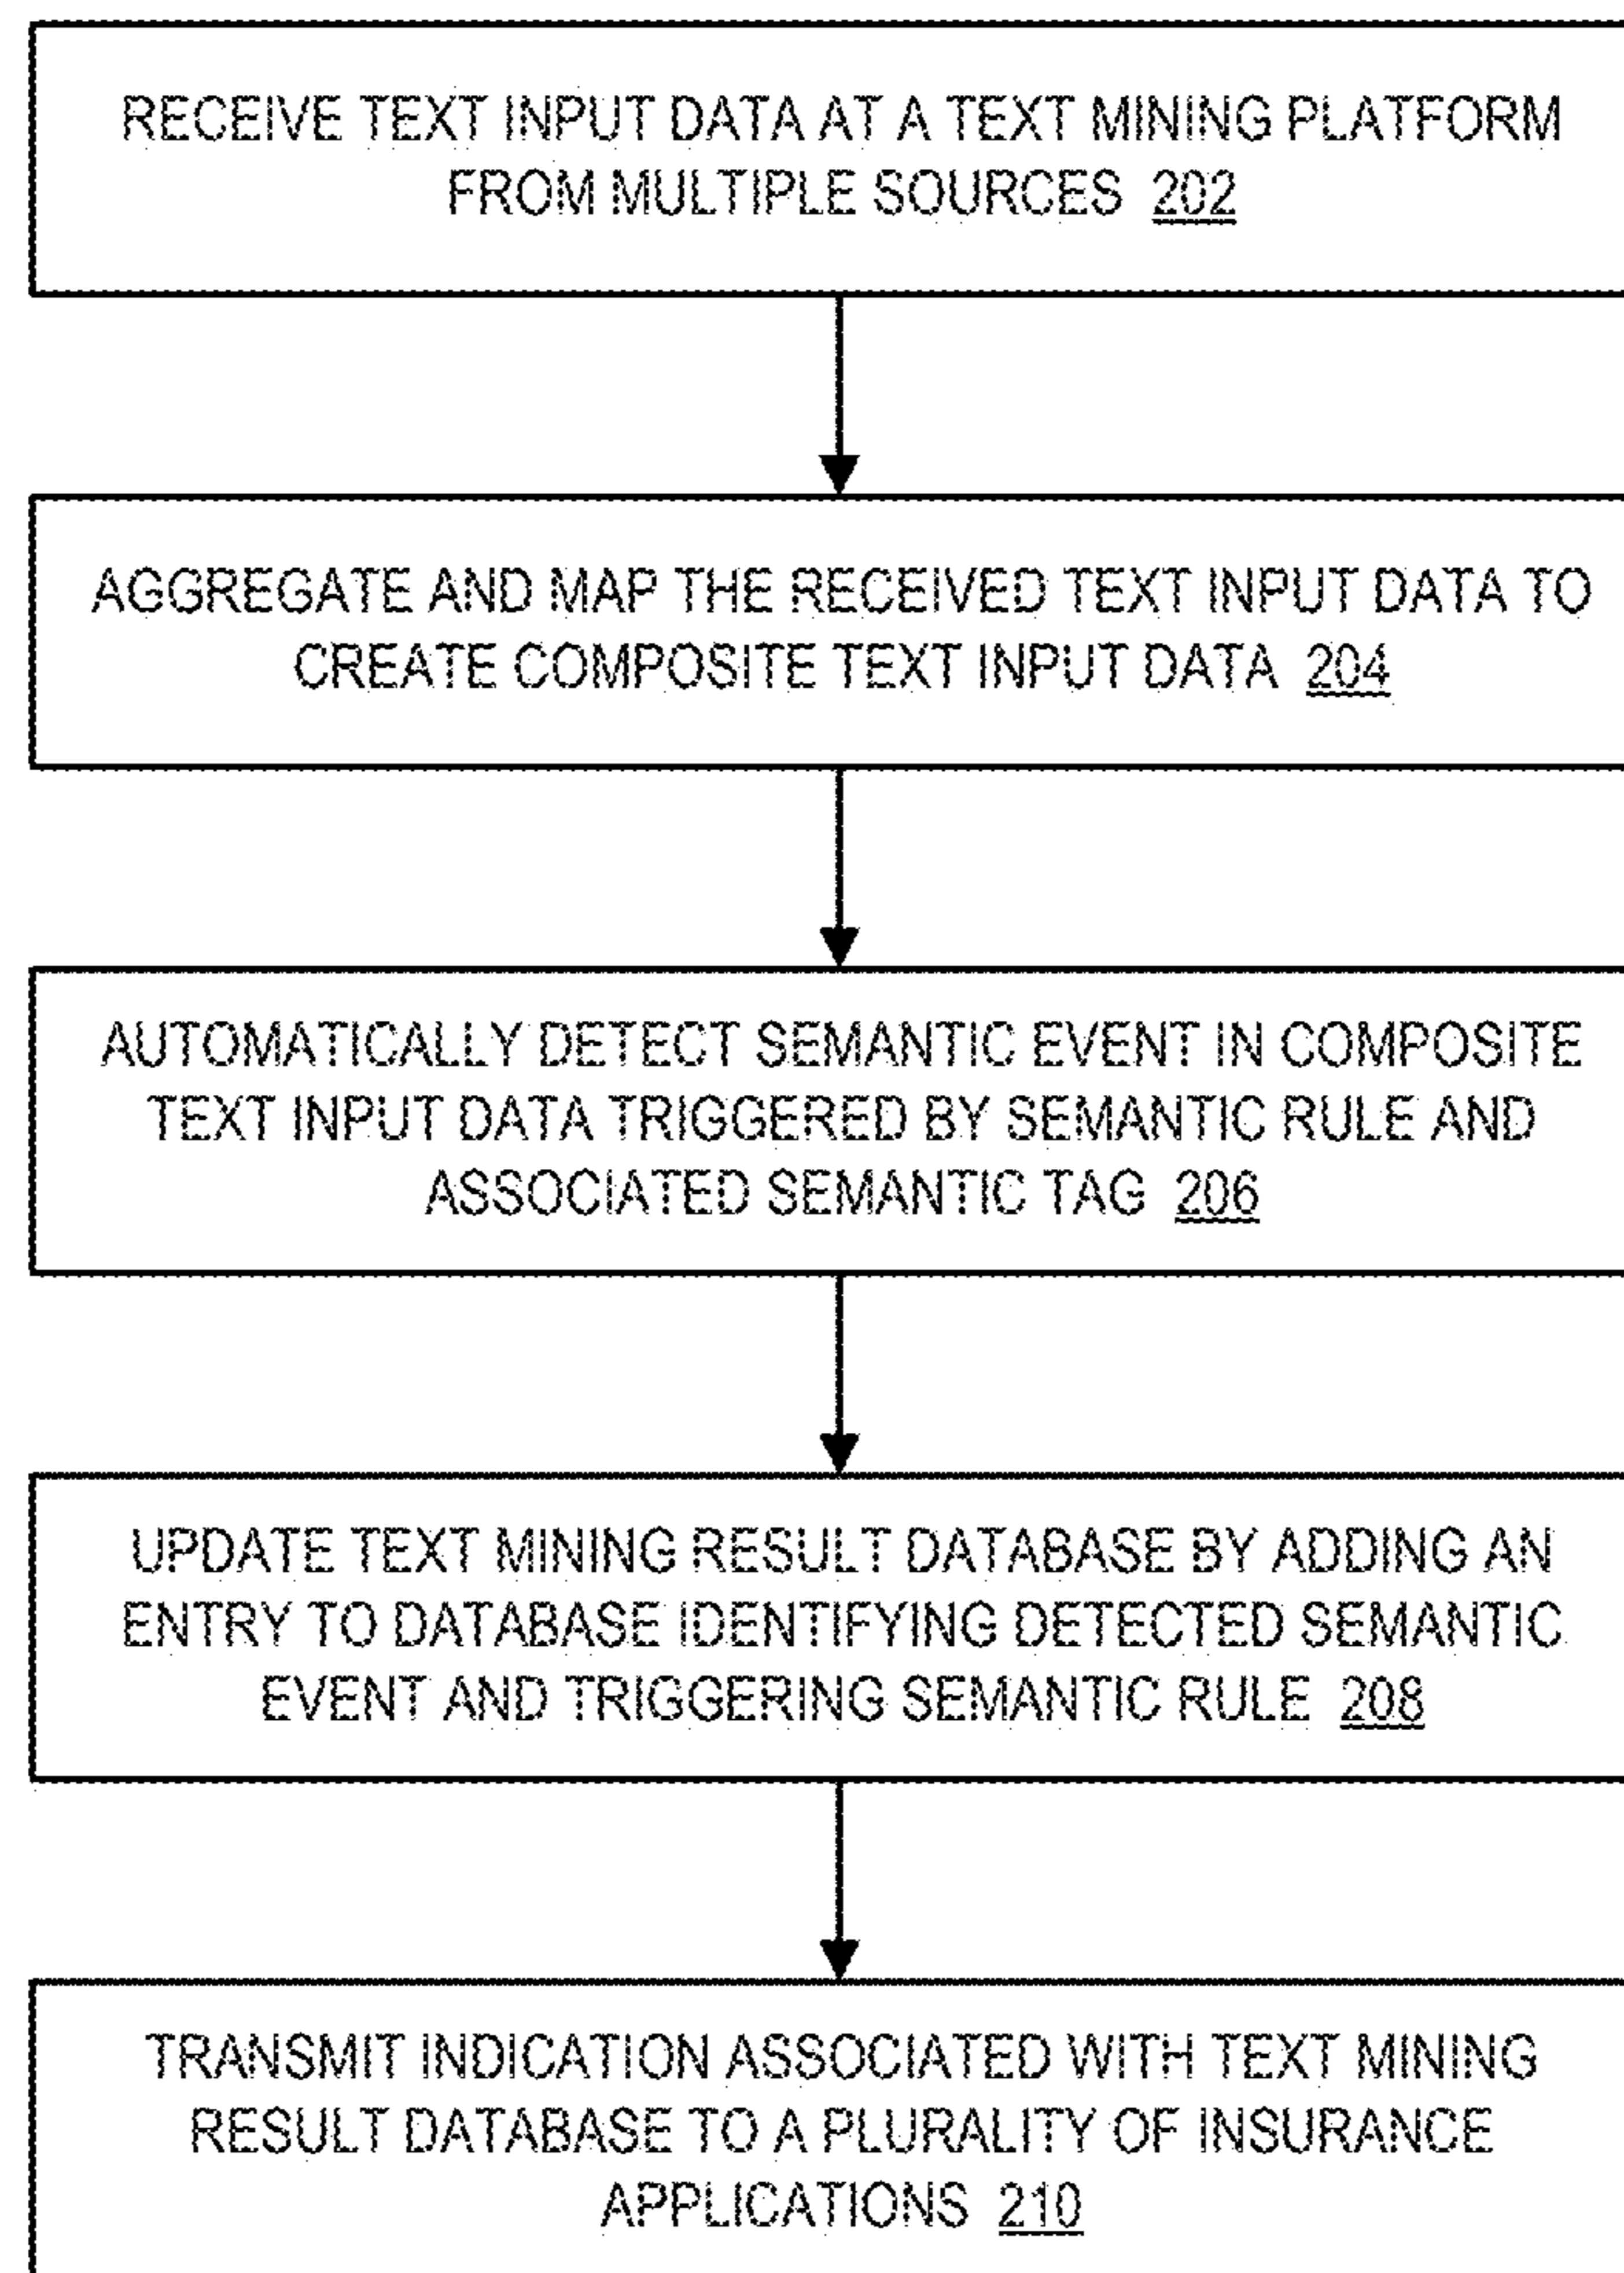 RECEIVE TEXT INPUT DATA AT A TEXT MINING PLATFORM
FROM MULTIPLE SOURCES 202
AGGREGATE AND MAP THE RECEIVED TEXT INPUT DATA TO
CREATE COMPOSITE TEXT INPUT DATA 204
AUTOMATICALLY DETECT SEMANTIC EVENT IN COMPOSITE
TEXT INPUT DATA TRIGGERED BY SEMANTIC RULE AND
ASSOCIATED SEMANTIC TAG 206
UPDATE TEXT MINING RESULT DATABASE BY ADDING AN
ENTRY TO DATABASE IDENTIFYING DETECTED SEMANTIC
EVENT AND TRIGGERING SEMANTIC RULE 208
TRANSMIT INDICATION ASSOCIATED WITH TEXT MINING
RESULT DATABASE TO A PLURALITY OF INSURANCE
APPLICATIONS 210